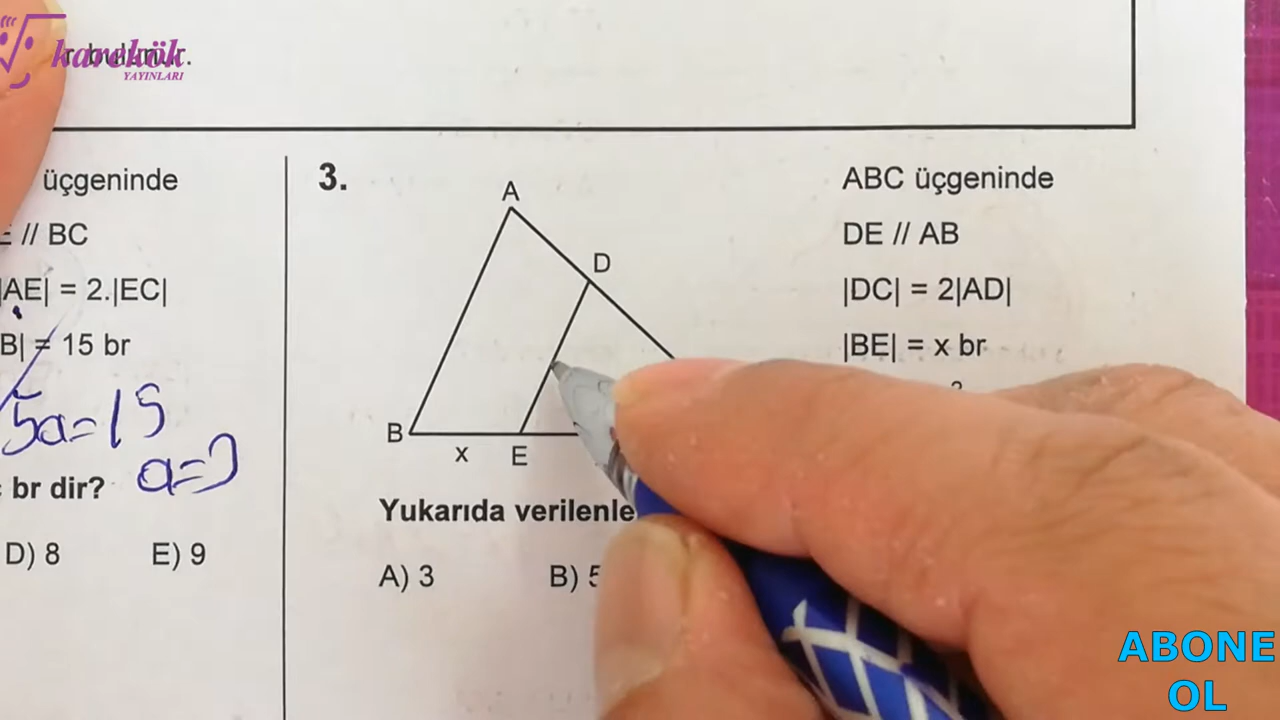 karekök
YAYINLARI
r bulunur.
üçgeninde
// BC
|AE| = 2.|EC|
B| = 15 br
5a=15
a=3
br dir?
D) 8 E) 9
3.
A
D
B
x
E
ABC üçgeninde
DE // AB
|DC| = 2|AD|
|BE| = x br
Yukarıda
A) 3 B) 5
ABONE
OL